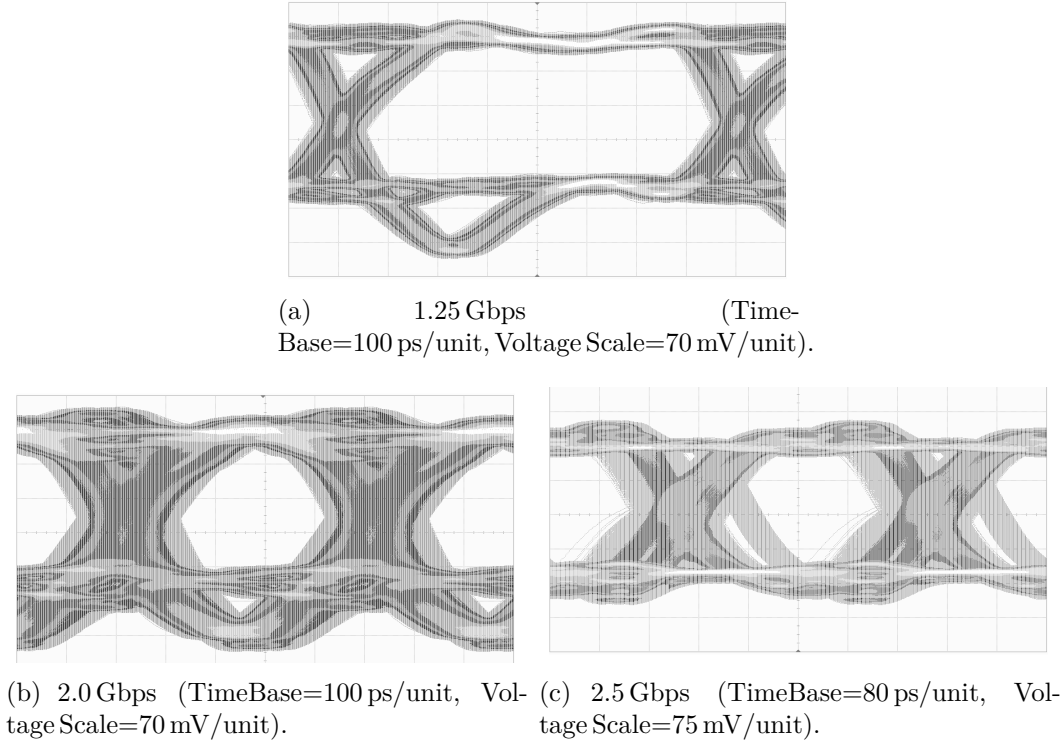 (a) 1.25 Gbps (Time-
Base=100 ps/unit, Voltage Scale=70 mV/unit).
(b) 2.0 Gbps (TimeBase=100 ps/unit, Vol-
tage Scale=70 mV/unit).
(c) 2.5 Gbps (TimeBase=80 ps/unit, Vol-
tage Scale=75 mV/unit).